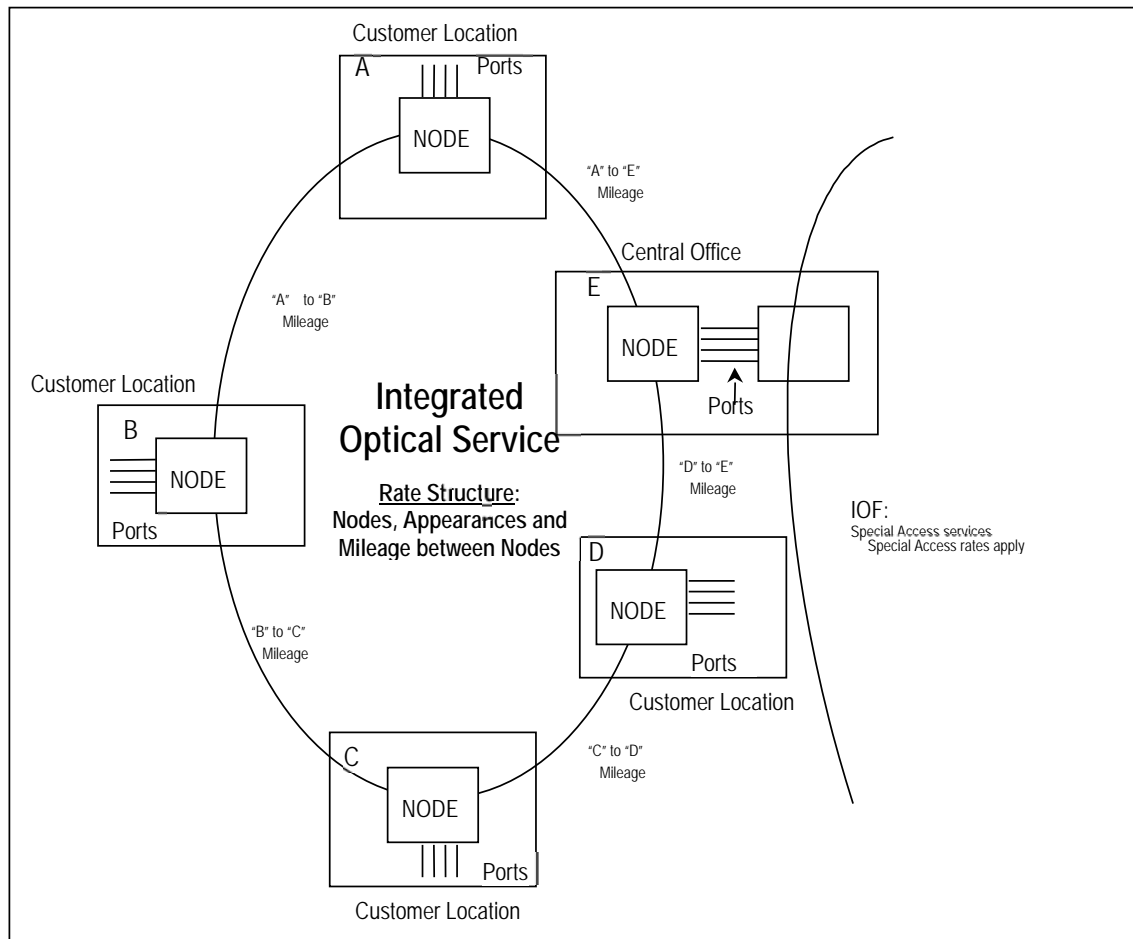 Customer Location
A
Ports
NODE
“A” to “E”
Mileage
Central Office
E
NODE
Ports
“A” to “B”
Mileage
Customer Location
B
NODE
Ports
Integrated
Optical Service
Rate Structure:
Nodes, Appearances and
Mileage between Nodes
“D” to “E”
Mileage
IOF:
Special Access services
Special Access rates apply
D
NODE
Ports
Customer Location
“B” to “C”
Mileage
“C” to “D”
Mileage
C
NODE
Ports
Customer Location